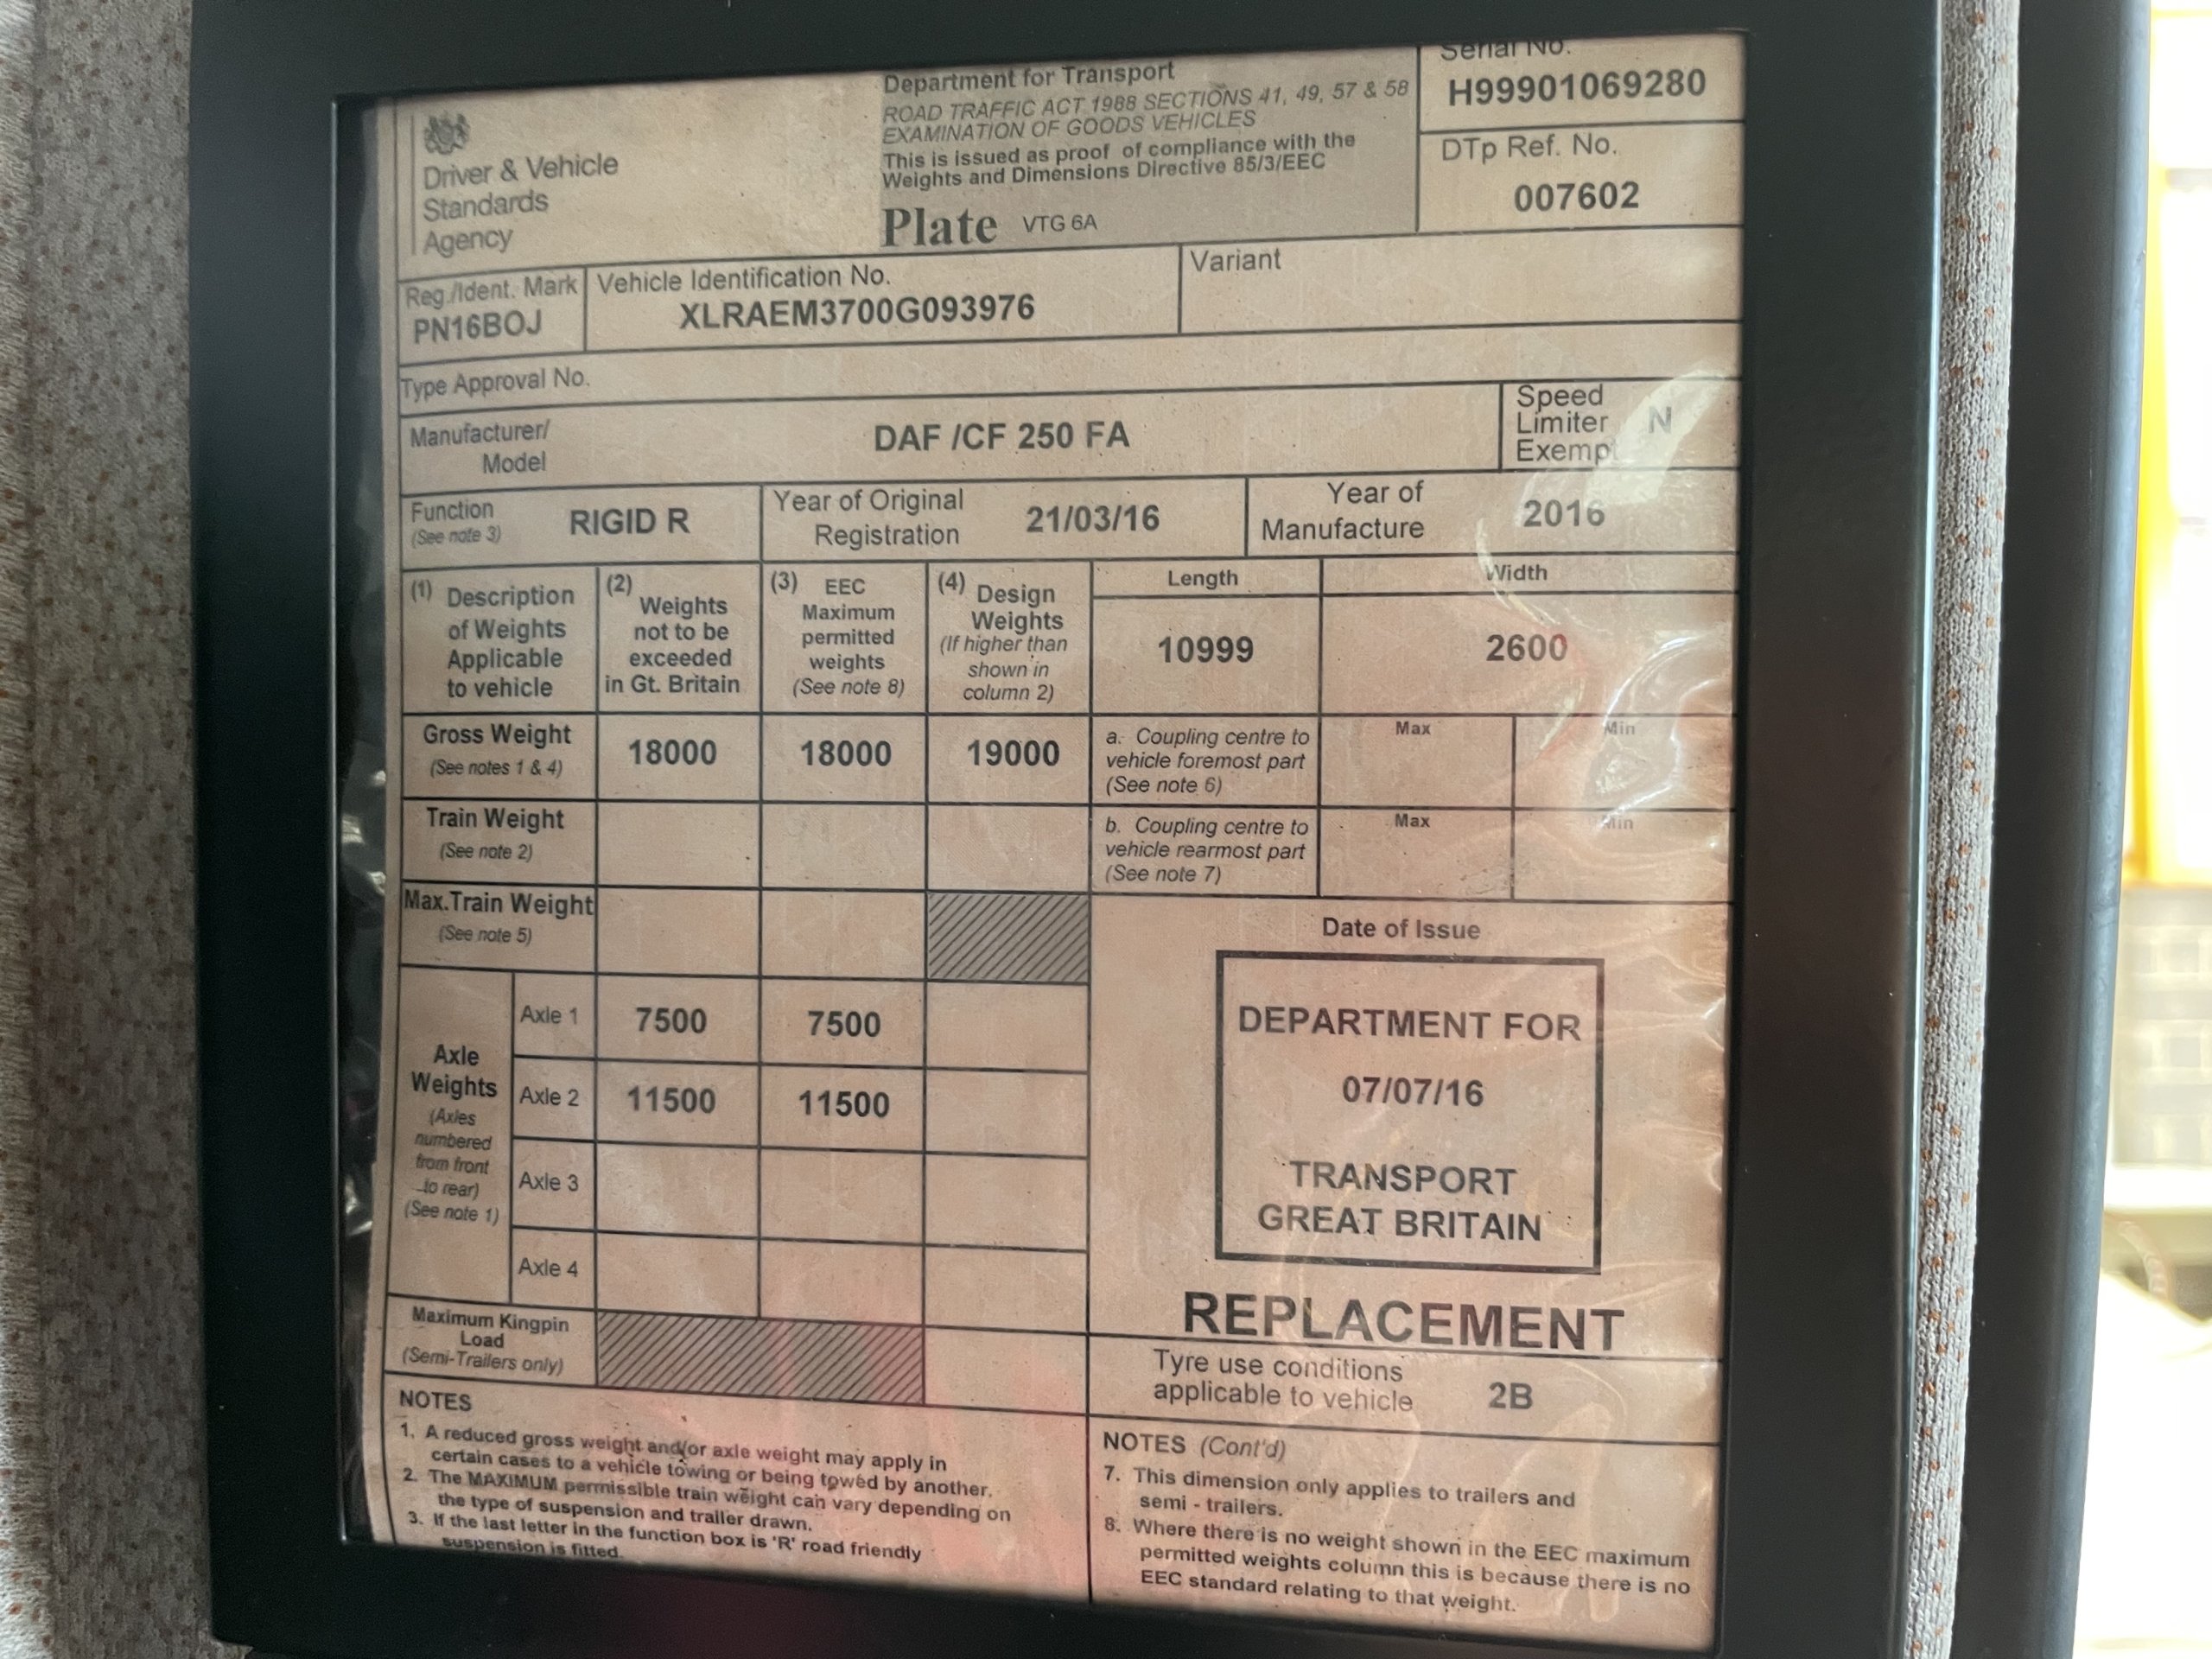 Serial No.
H99901069280
Department for Transport
ROAD TRAFFIC ACT 1988 SECTIONS 41, 49, 57 & 58
EXAMINATION OF GOODS VEHICLES
This is issued as proof of compliance with the
Weights and Dimensions Directive 85/3/EEC
Plate VTG 6A
Driver & Vehicle
Standards
Agency
DTp Ref. No.
007602
Reg./Ident. Mark
PN16BOJ
Vehicle Identification No.
XLRAEM3700G093976
Variant
Type Approval No.
Manufacturer/
Model
DAF /CF 250 FA
Speed
Limiter
Exempt
N
Function
(See note 3)
RIGID R
Year of Original
Registration
21/03/16
Year of
Manufacture
2016
(1) Description
of Weights
Applicable
to vehicle
(2)
Weights
not to be
exceeded
in Gt. Britain
(3) EEC
Maximum
permitted
weights
(See note 8)
(4) Design
Weights
(If higher than
shown in
column 2)
Length
10999
Width
2600
Gross Weight
(See notes 1 & 4)
18000
18000
19000
a. Coupling centre to
vehicle foremost part
(See note 6)
Max
Min
Train Weight
(See note 2)
b. Coupling centre to
vehicle rearmost part
(See note 7)
Max
Min
Max.Train Weight
(See note 5)
Axle
Weights
(Axles
numbered
from front
to rear)
(See note 1)
Axle 1
7500
7500
Axle 2
11500
11500
Axle 3
Axle 4
Maximum Kingpin
Load
(Semi-Trailers only)
Date of Issue
DEPARTMENT FOR
07/07/16
TRANSPORT
GREAT BRITAIN
REPLACEMENT
Tyre use conditions
applicable to vehicle
2B
NOTES
1. A reduced gross weight and/or axle weight may apply in
certain cases to a vehicle towing or being towed by another.
2. The MAXIMUM permissible train weight can vary depending on
the type of suspension and trailer drawn.
3. If the last letter in the function box is 'R' road friendly
suspension is fitted.
NOTES (Cont'd)
7. This dimension only applies to trailers and
semi - trailers.
8. Where there is no weight shown in the EEC maximum
permitted weights column this is because there is no
EEC standard relating to that weight.